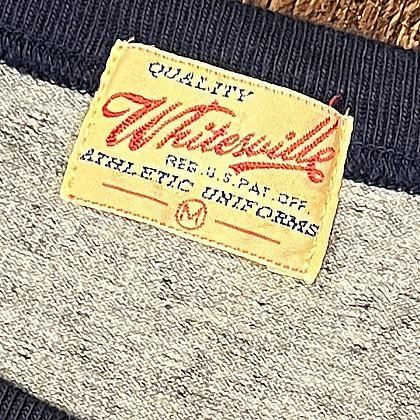 QUALITY
Whitesville
REG.U.S.PAT.OFF.
ATHLETIC UNIFORMS
M